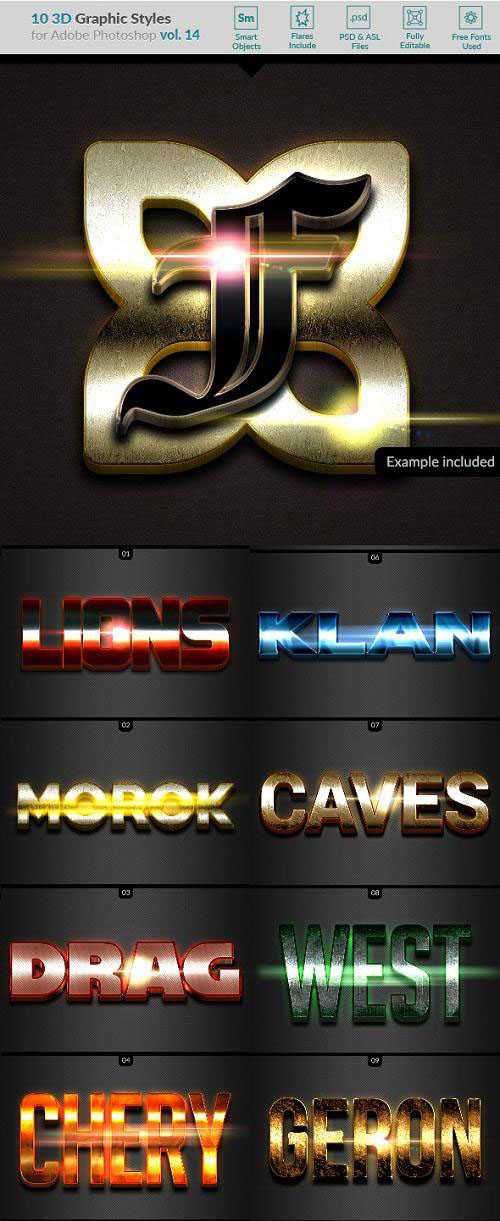 10 3D Graphic Styles
for Adobe Photoshop vol. 14
Sm
Smart
Objects
Flares
Include
.psd
PSD & ASL
Files
Fully
Editable
Free Fonts
Used
F
Example included
01
LIONS
06
KLAN
02
MOROK
07
CAVES
03
DRAG
08
WEST
04
CHERY
09
GERON